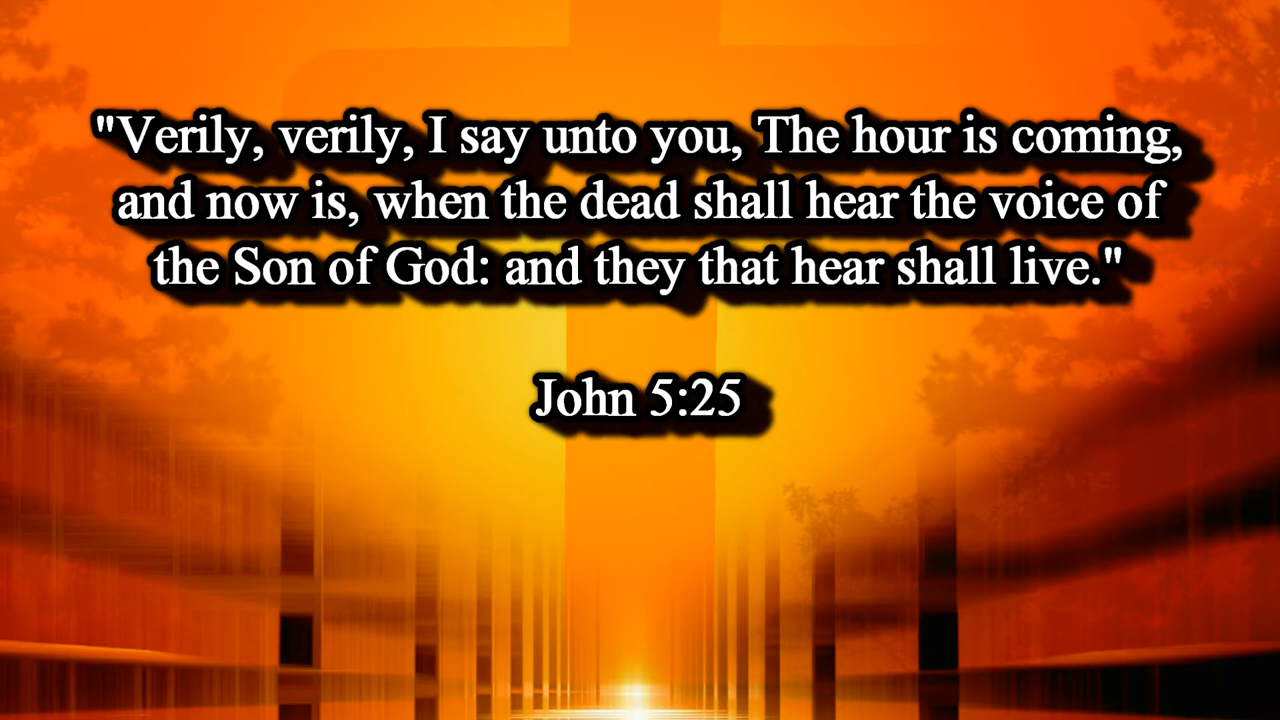 "Verily, verily, I say unto you, The hour is coming,
and now is, when the dead shall hear the voice of
the Son of God: and they that hear shall live."
John 5:25